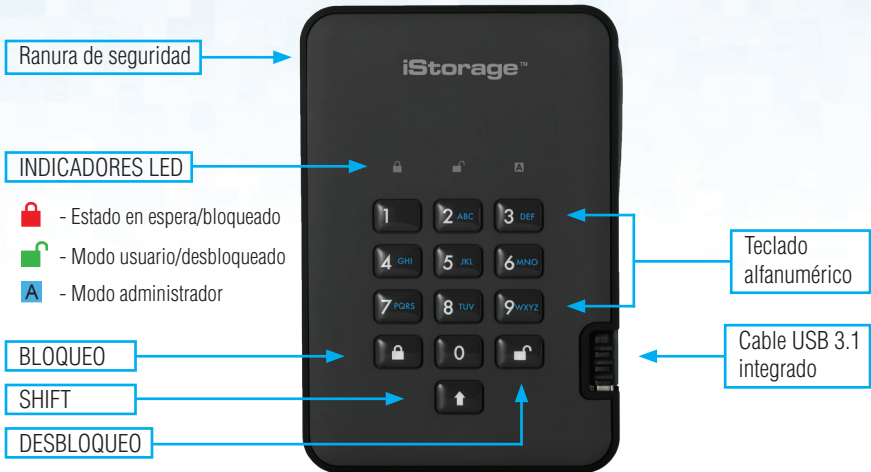 Ranura de seguridad
iStorage™
INDICADORES LED
- Estado en espera/bloqueado
- Modo usuario/desbloqueado
A - Modo administrador
A
1
2 ABC
3 DEF
4 GHI
5 JKL
6 MNO
7 PQRS
8 TUV
9 WXYZ
0
Teclado
alfanumérico
Cable USB 3.1
integrado
BLOQUEO
SHIFT
DESBLOQUEO